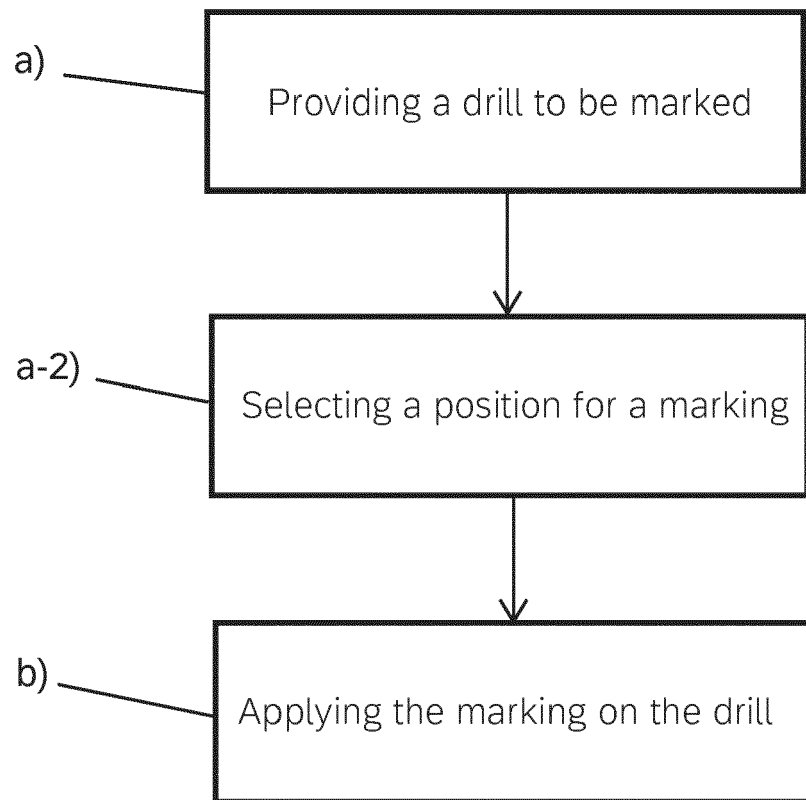 a)
Providing a drill to be marked
a-2)
Selecting a position for a marking
b)
Applying the marking on the drill